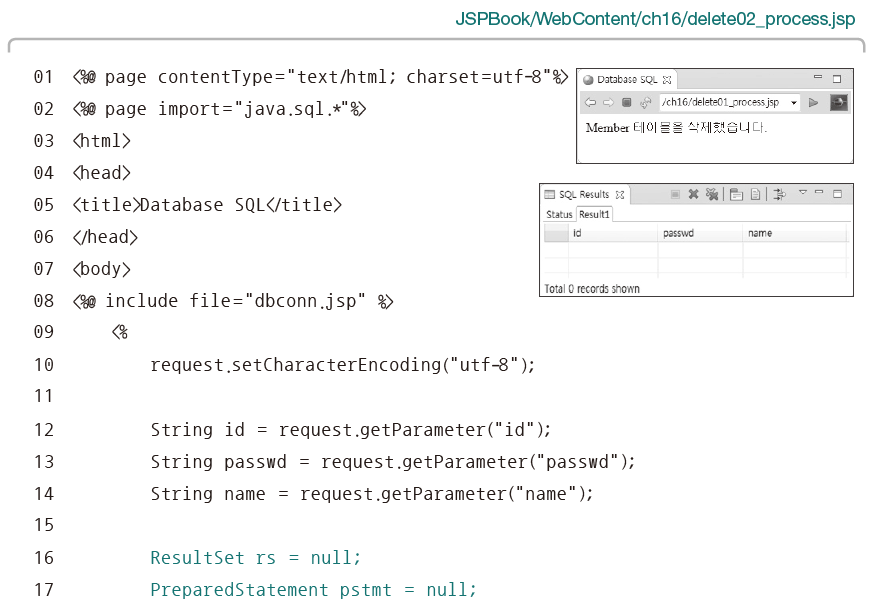 JSPBook/WebContent/ch16/delete02_process.jsp
01 <%@ page contentType="text/html; charset=utf-8"%>
02 <%@ page import="java.sql.*"%>
03 <html>
04 <head>
05 <title>Database SQL</title>
06 </head>
07 <body>
08 <%@ include file="dbconn.jsp" %>
09 <%
10 request.setCharacterEncoding("utf-8");
11
12 String id = request.getParameter("id");
13 String passwd = request.getParameter("passwd");
14 String name = request.getParameter("name");
15
16 ResultSet rs = null;
17 PreparedStatement pstmt = null;
Database SQL
/ch16/delete01_process.jsp
Member 테이블을 삭제했습니다.
SQL Results
Status Result1
id passwd name
Total 0 records shown